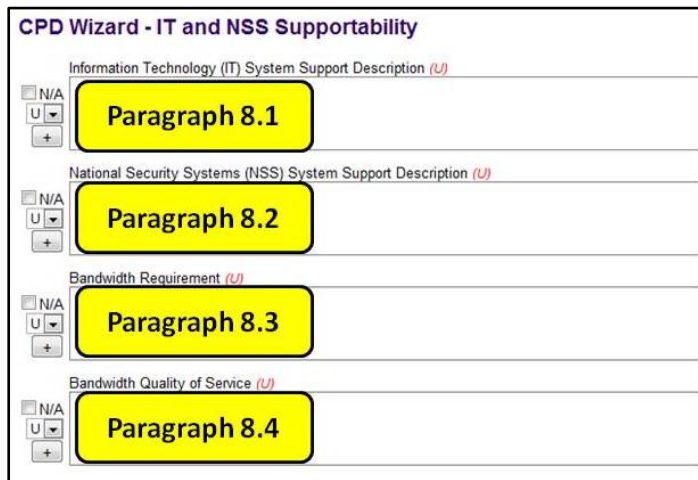 CPD Wizard - IT and NSS Supportability
Information Technology (IT) System Support Description (U)
N/A
U
+
Paragraph 8.1
National Security Systems (NSS) System Support Description (U)
N/A
U
+
Paragraph 8.2
Bandwidth Requirement (U)
N/A
U
+
Paragraph 8.3
Bandwidth Quality of Service (U)
N/A
U
+
Paragraph 8.4